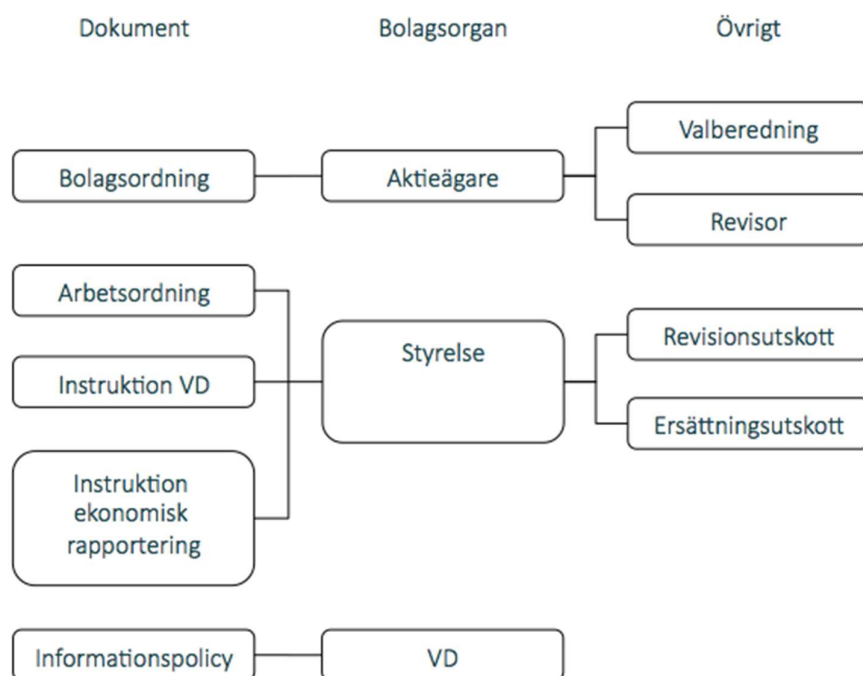 Dokument
Bolagsorgan
Övrigt
Valberedning
Bolagsordning
Aktieägare
Revisor
Arbetsordning
Styrelse
Revisionsutskott
Instruktion VD
Ersättningsutskott
Instruktion
ekonomisk
rapportering
Informationspolicy
VD